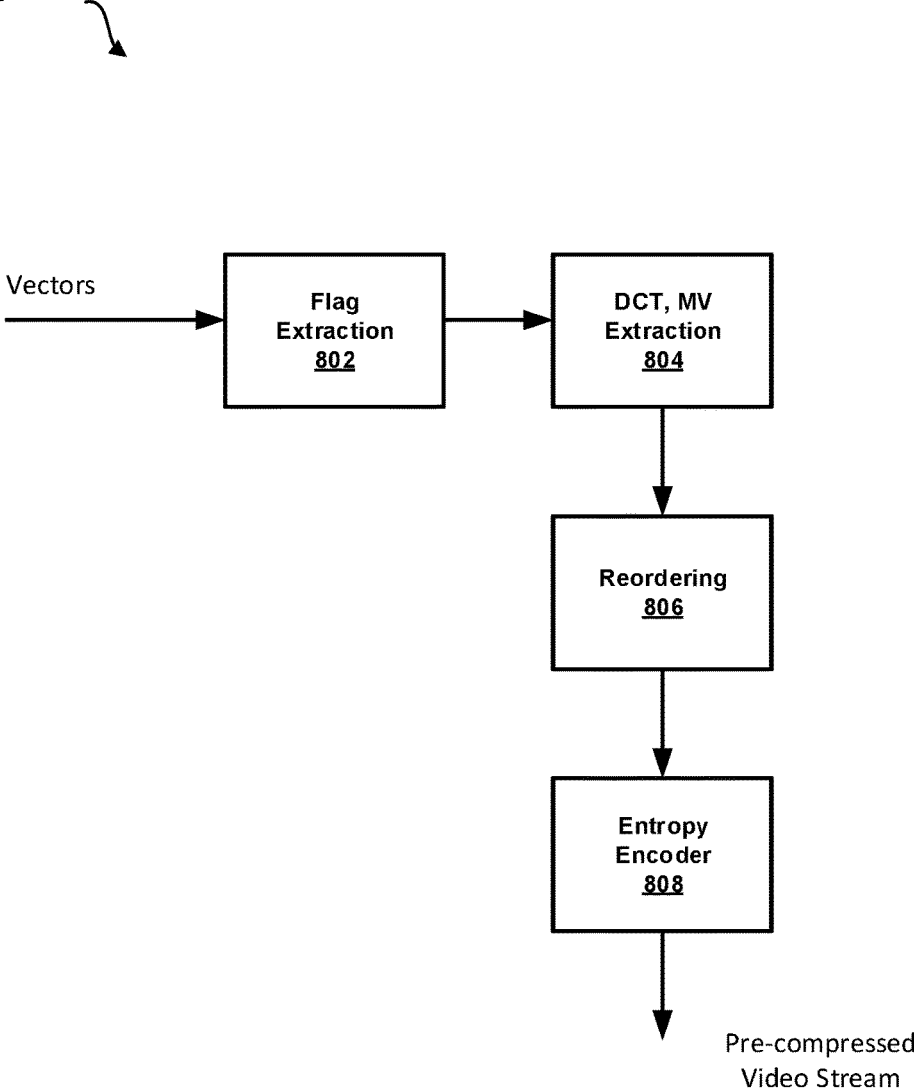 Vectors
Flag
Extraction
802
DCT, MV
Extraction
804
Reordering
806
Entropy
Encoder
808
Pre-compressed
Video Stream